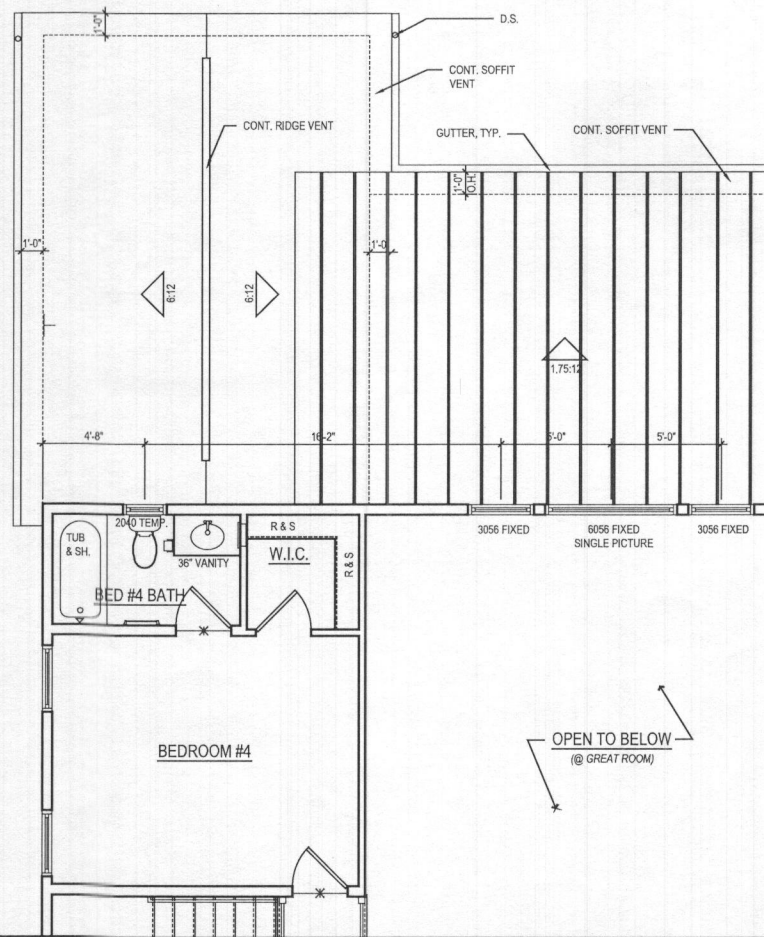 D.S.
1'-0"
CONT. SOFFIT
VENT
CONT. RIDGE VENT
GUTTER, TYP.
CONT. SOFFIT VENT
1'-0"
O.H.
1'-0"
1'-0
6:12
6:12
1.75:12
4'-8"
16'-2"
6'-0"
5'-0"
2040 TEMP.
R & S
3056 FIXED
6056 FIXED
SINGLE PICTURE
3056 FIXED
TUB
& SH.
36" VANITY
W.I.C.
R & S
BED #4 BATH
BEDROOM #4
OPEN TO BELOW
(@ GREAT ROOM)